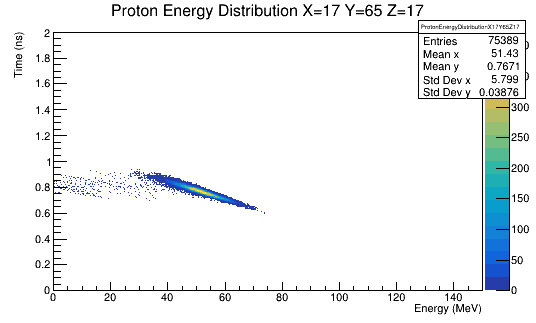 Proton Energy Distribution X=17 Y=65 Z=17
ProtonEnergyDistributionX17Y65Z17
Entries 75389
Mean x 51.43
Mean y 0.7671
Std Dev x 5.799
Std Dev y 0.03876
Time (ns)
2
1.8
1.6
1.4
1.2
1
0.8
0.6
0.4
0.2
0
0 20 40 60 80 100 120 140
Energy (MeV)
300
250
200
150
100
50
0